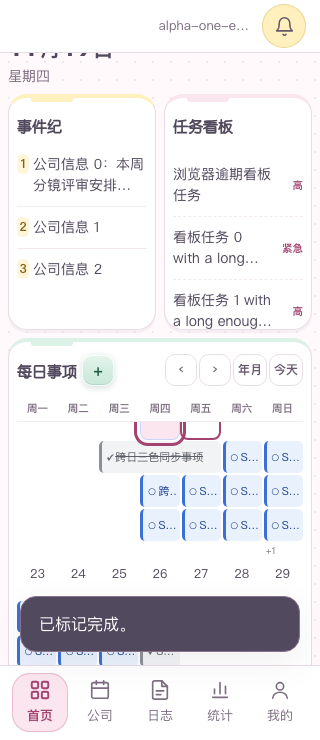 alpha-one-e...
星期四
事件纪
任务看板
1 公司信息 0：本周
分镜评审安排...
2 公司信息 1
3 公司信息 2
浏览器逾期看板
任务
高
看板任务 0
with a long...
紧急
看板任务 1 with
a long enoug...
高
每日事项
+
‹
›
年月
今天
周一 周二 周三 周四 周五 周六 周日
✓跨日三色同步事项 ○S... ○S...
○跨.. ○S... ○S... ○S...
○S... ○S... ○S... ○S...
+1
23 24 25 26 27 28 29
已标记完成。
首页 公司 日志 统计 我的